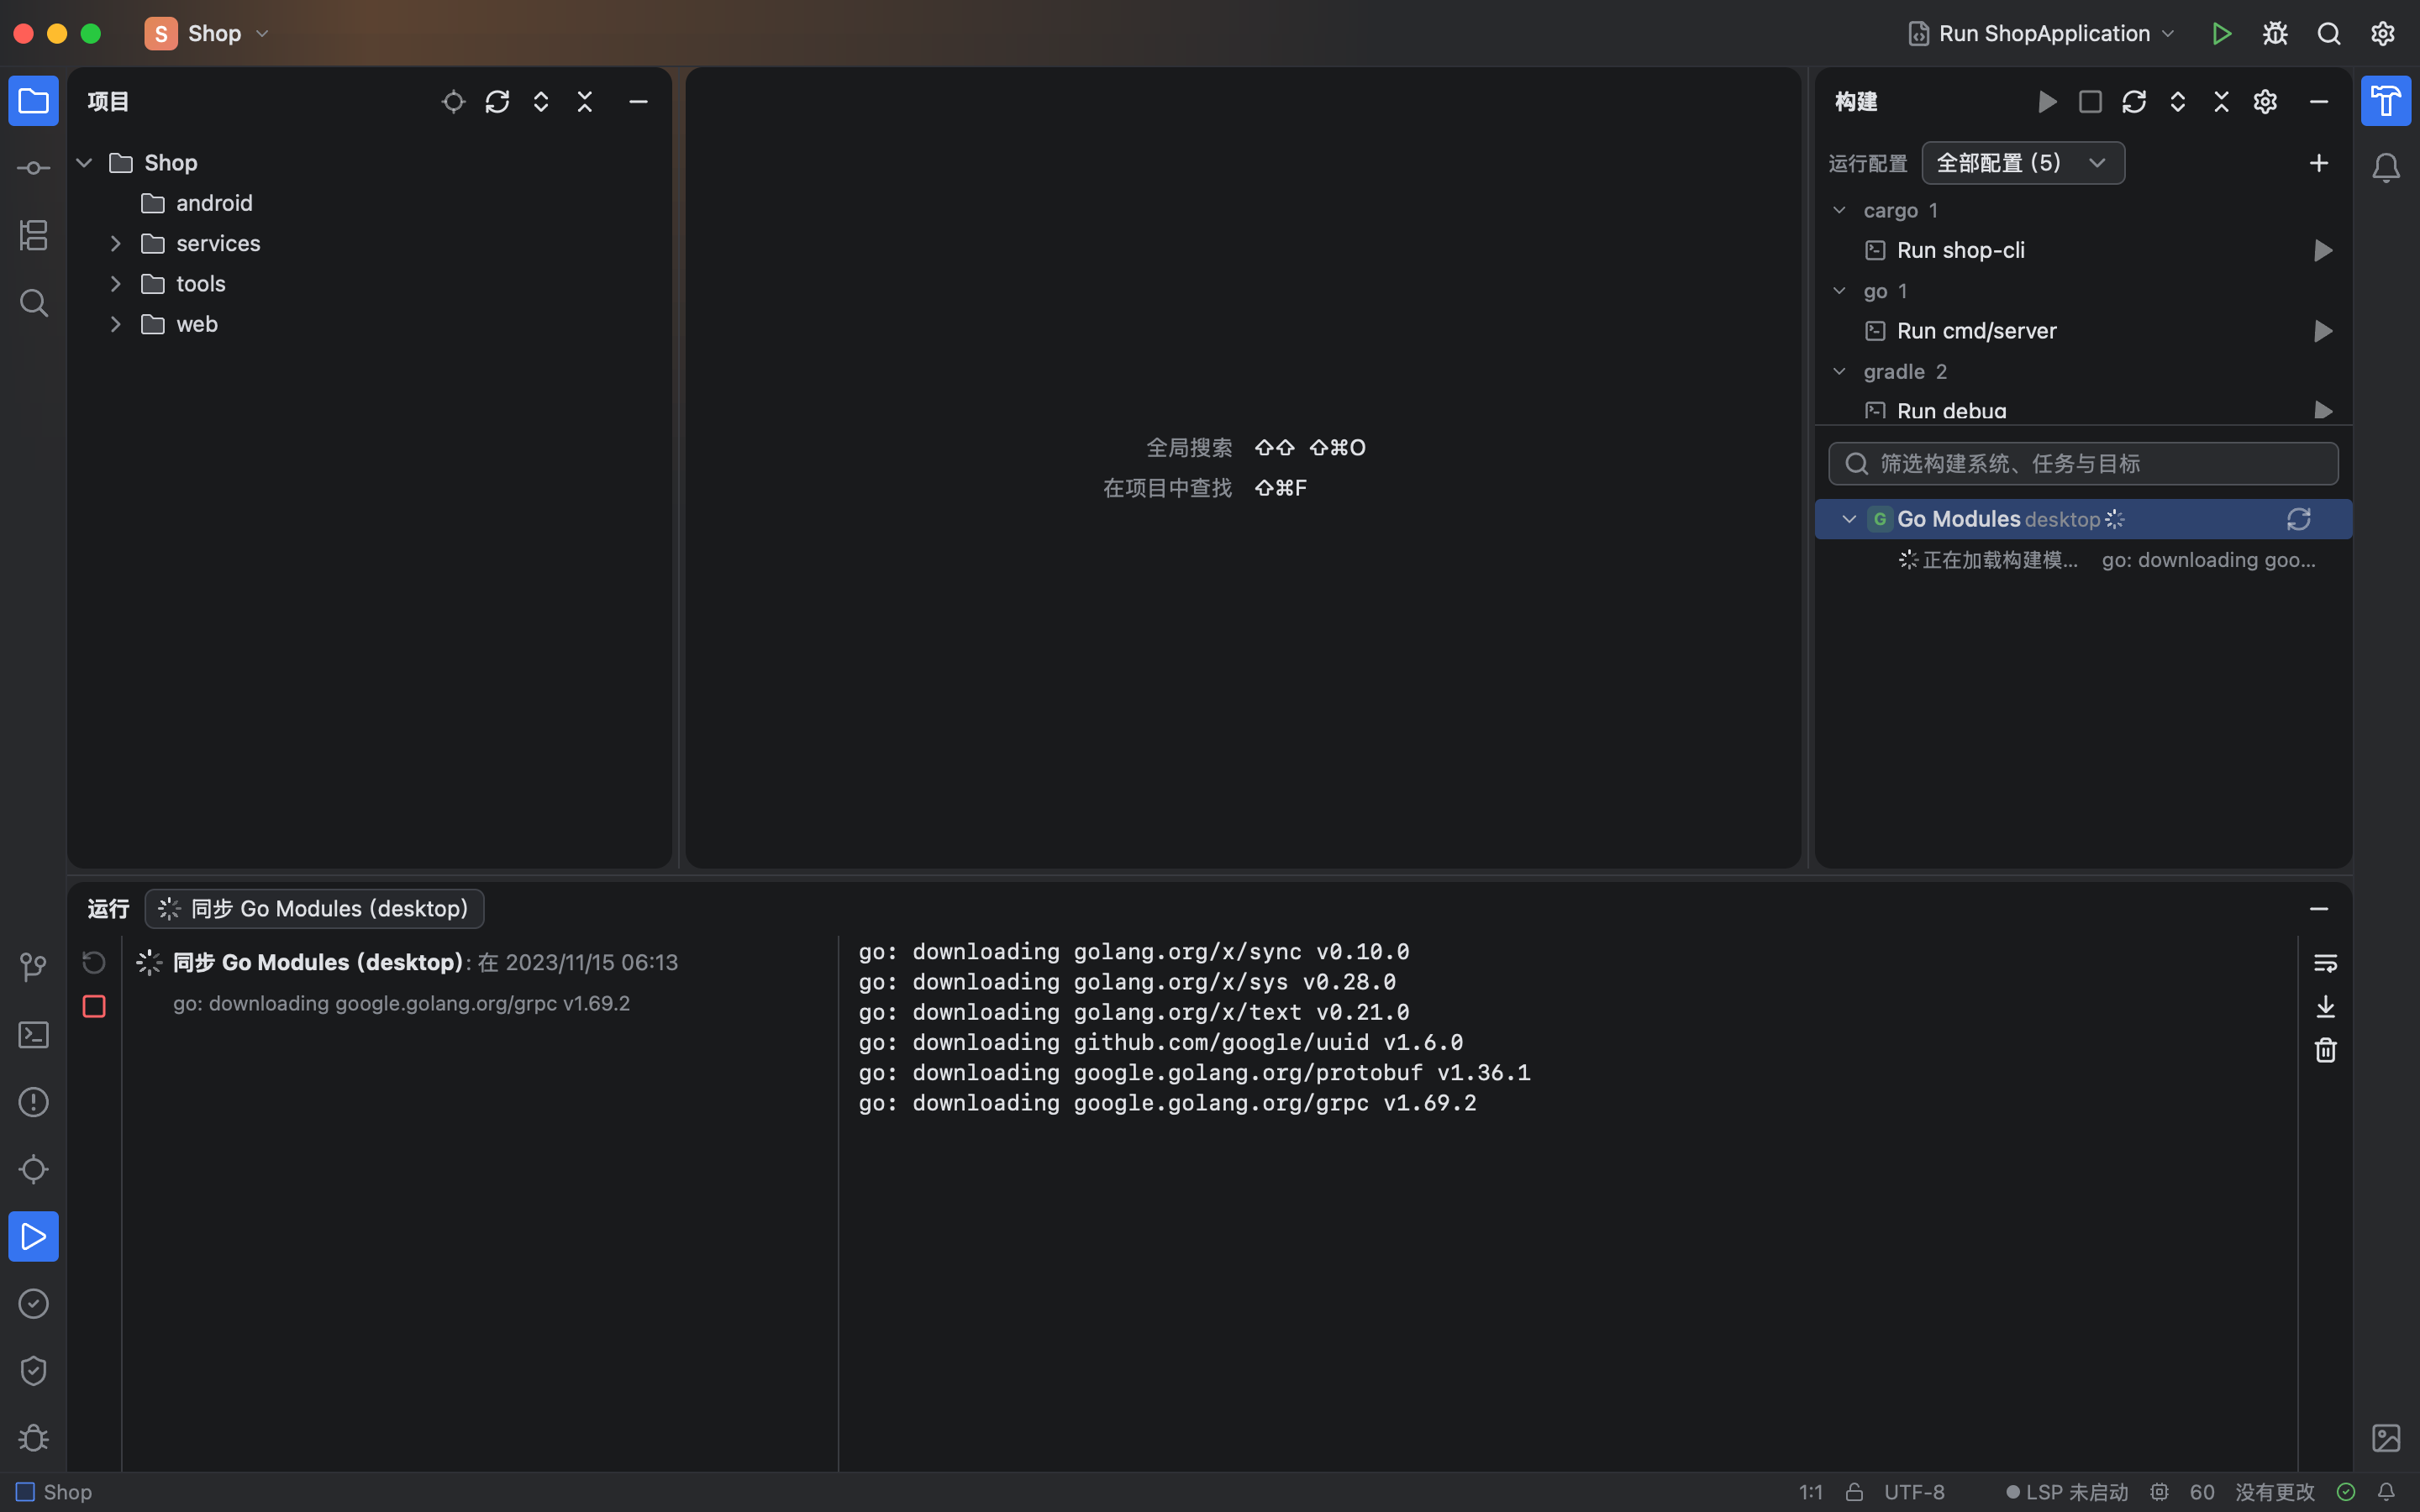 S Shop
Run ShopApplication
项目
Shop
android
services
tools
web
全局搜索 ⇧⇧ ⇧⌘O
在项目中查找 ⇧⌘F
构建
运行配置 全部配置 (5)
cargo 1
Run shop-cli
go 1
Run cmd/server
gradle 2
Run debug
筛选构建系统、任务与目标
G Go Modules desktop
正在加载构建模... go: downloading goo...
运行 同步 Go Modules (desktop)
同步 Go Modules (desktop): 在 2023/11/15 06:13
go: downloading google.golang.org/grpc v1.69.2
go: downloading golang.org/x/sync v0.10.0
go: downloading golang.org/x/sys v0.28.0
go: downloading golang.org/x/text v0.21.0
go: downloading github.com/google/uuid v1.6.0
go: downloading google.golang.org/protobuf v1.36.1
go: downloading google.golang.org/grpc v1.69.2
Shop
1:1 UTF-8 LSP 未启动 60 没有更改